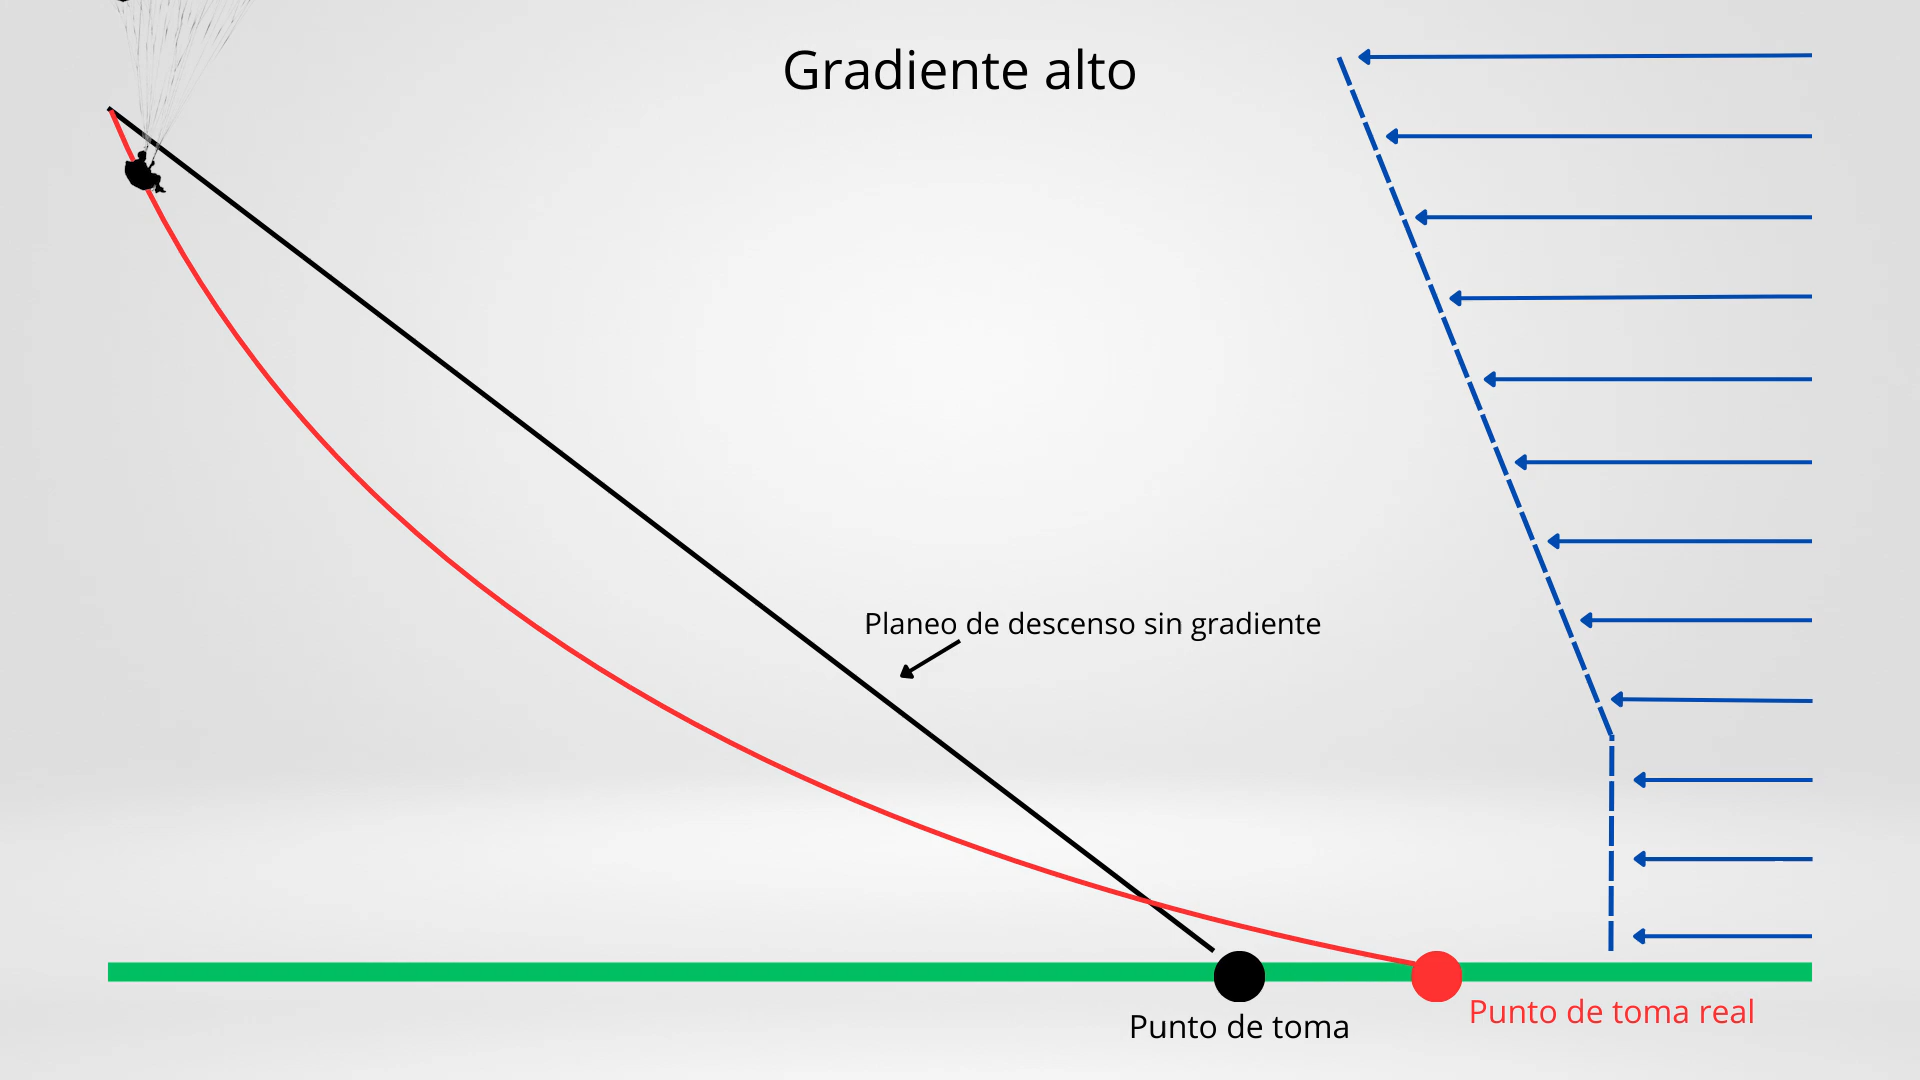 Gradiente alto
Planeo de descenso sin gradiente
Punto de toma real
Punto de toma